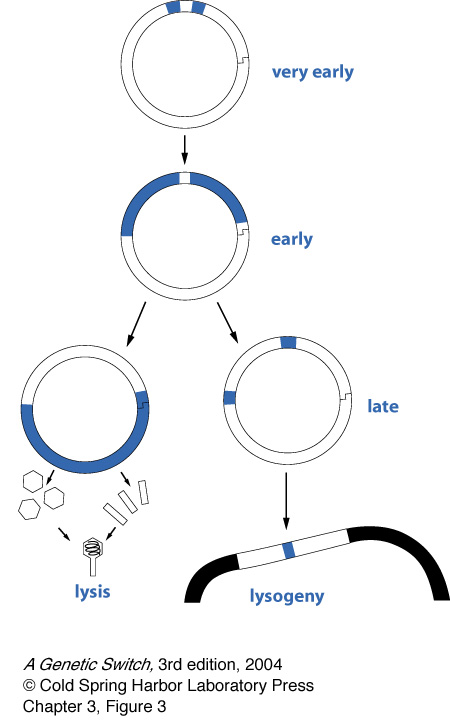 very early
early
late
lysis
lysogeny
A Genetic Switch, 3rd edition, 2004
© Cold Spring Harbor Laboratory Press
Chapter 3, Figure 3